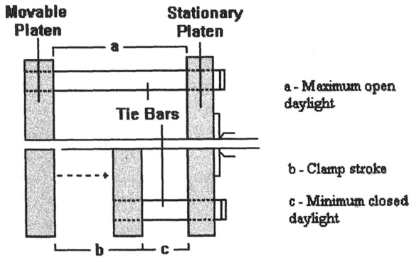 Movable Platen
Stationary Platen
a
Tie Bars
a - Maximum open
daylight
b - Clamp stroke
c - Minimum closed
daylight
b
c